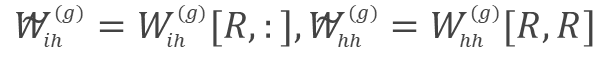 W̃_{ih}^{(g)} = W_{ih}^{(g)}[R,:], W̃_{hh}^{(g)} = W_{hh}^{(g)}[R,R]